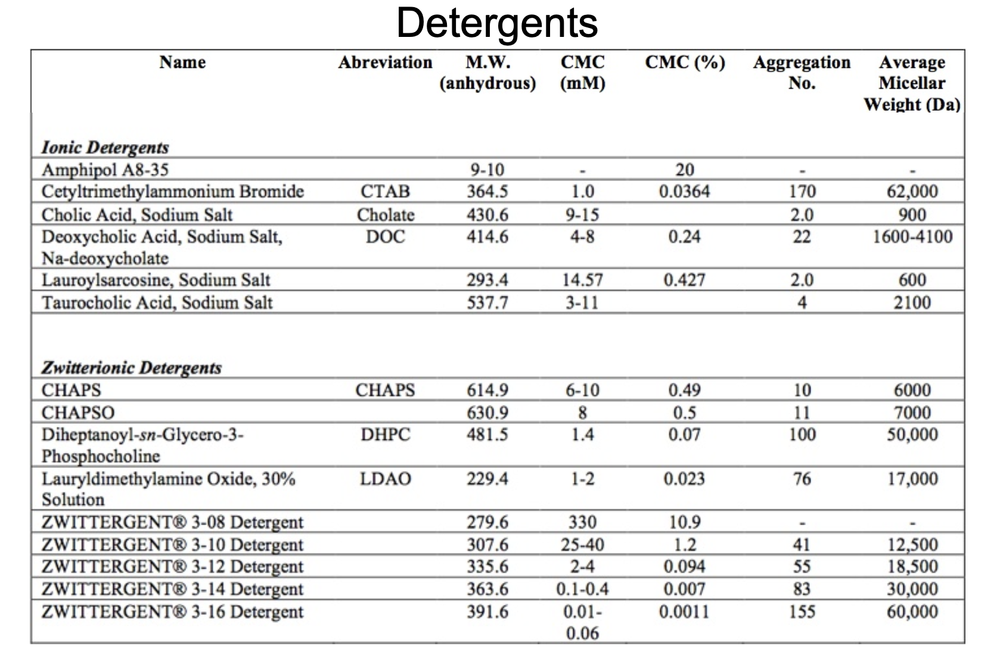 Detergents
Name Abreviation M.W. (anhydrous) CMC (mM) CMC (%) Aggregation No. Average Micellar Weight (Da)
Ionic Detergents
Amphipol A8-35 9-10 - 20 - -
Cetyltrimethylammonium Bromide CTAB 364.5 1.0 0.0364 170 62,000
Cholic Acid, Sodium Salt Cholate 430.6 9-15 2.0 900
Deoxycholic Acid, Sodium Salt, DOC 414.6 4-8 0.24 22 1600-4100
Na-deoxycholate
Lauroylsarcosine, Sodium Salt 293.4 14.57 0.427 2.0 600
Taurocholic Acid, Sodium Salt 537.7 3-11 4 2100
Zwitterionic Detergents
CHAPS CHAPS 614.9 6-10 0.49 10 6000
CHAPSO 630.9 8 0.5 11 7000
Diheptanoyl-sn-Glycero-3- DHPC 481.5 1.4 0.07 100 50,000
Phosphocholine
Lauryldimethylamine Oxide, 30% LDAO 229.4 1-2 0.023 76 17,000
Solution
ZWITTERGENT® 3-08 Detergent 279.6 330 10.9 - -
ZWITTERGENT® 3-10 Detergent 307.6 25-40 1.2 41 12,500
ZWITTERGENT® 3-12 Detergent 335.6 2-4 0.094 55 18,500
ZWITTERGENT® 3-14 Detergent 363.6 0.1-0.4 0.007 83 30,000
ZWITTERGENT® 3-16 Detergent 391.6 0.01- 0.0011 155 60,000
0.06